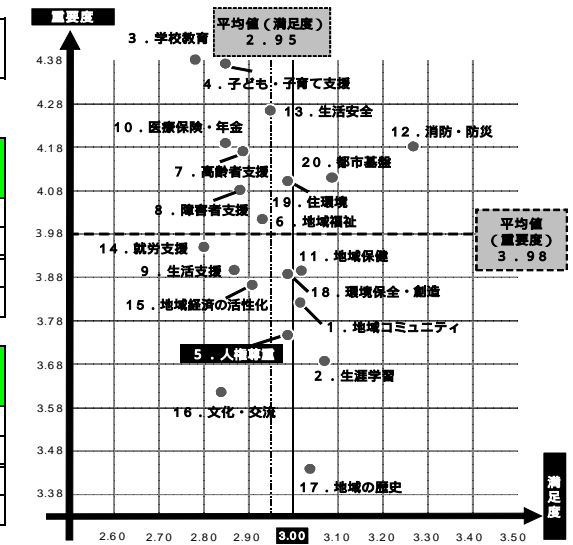 重要度
平均値（満足度）
２．９５
３．学校教育
4.38
４．子ども・子育て支援
4.28
１３．生活安全
１０．医療保険・年金
１２．消防・防災
4.18
２０．都市基盤
７．高齢者支援
4.08
１９．住環境
８．障害者支援
６．地域福祉
平均値
（重要度）
３．９８
3.98
１４．就労支援
１１．地域保健
９．生活支援
3.88
１８．環境保全・創造
１５．地域経済の活性化
3.78
１．地域コミュニティ
５．人権尊重
3.68
２．生涯学習
3.58
１６．文化・交流
3.48
１７．地域の歴史
3.38
満足度
2.60 2.70 2.80 2.90 3.00 3.10 3.20 3.30 3.40 3.50